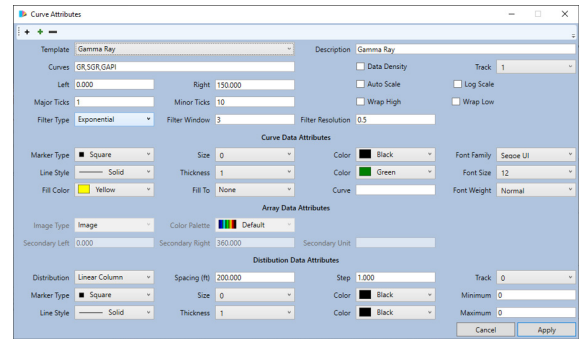 Curve Attributes
Template Gamma Ray Description Gamma Ray
Curves GR,SGR,GAPI Data Density Track 1
Left 0.000 Right 150.000 Auto Scale Log Scale
Major Ticks 1 Minor Ticks 10 Wrap High Wrap Low
Filter Type Exponential Filter Window 3 Filter Resolution 0.5
Curve Data Attributes
Marker Type Square Size 0 Color Black Font Family Segoe UI
Line Style Solid Thickness 1 Color Green Font Size 12
Fill Color Yellow Fill To None Curve Font Weight Normal
Array Data Attributes
Image Type Image Color Palette Default
Secondary Left 0.000 Secondary Right 360.000 Secondary Unit
Distibution Data Attributes
Distribution Linear Column Spacing (ft) 200.000 Step 1.000 Track 0
Marker Type Square Size 0 Color Black Minimum 0
Line Style Solid Thickness 1 Color Black Maximum 0
Cancel Apply